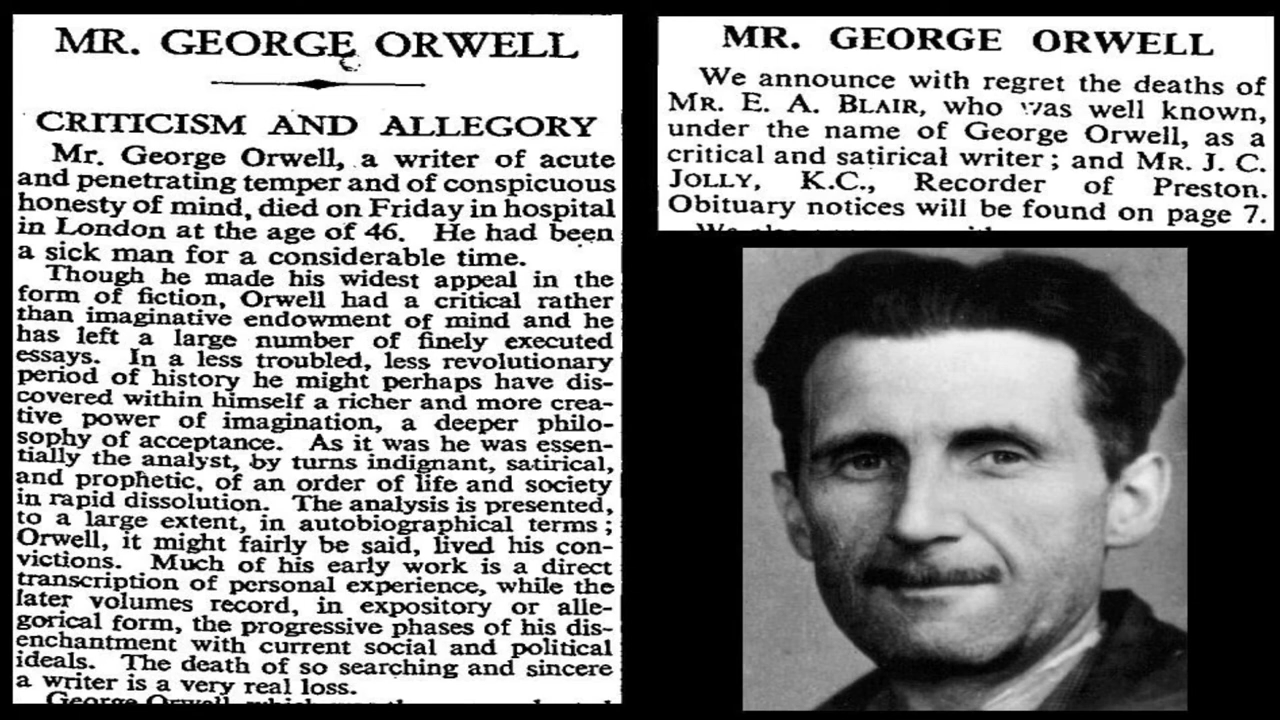 MR. GEORGE ORWELL
CRITICISM AND ALLEGORY
Mr. George Orwell, a writer of acute
and penetrating temper and of conspicuous
honesty of mind, died on Friday in hospital
in London at the age of 46. He had been
a sick man for a considerable time.
Though he made his widest appeal in the
form of fiction, Orwell had a critical rather
than imaginative endowment of mind and he
has left a large number of finely executed
essays. In a less troubled, less revolutionary
period of history he might perhaps have dis-
covered within himself a richer and more crea-
tive power of imagination, a deeper philo-
sophy of acceptance. As it was he was essen-
tially the analyst, by turns indignant, satirical,
and prophetic, of an order of life and society
in rapid dissolution. The analysis is presented,
to a large extent, in autobiographical terms;
Orwell, it might fairly be said, lived his con-
victions. Much of his early work is a direct
transcription of personal experience, while the
later volumes record, in expository or alle-
gorical form, the progressive phases of his dis-
enchantment with current social and political
ideals. The death of so searching and sincere
a writer is a very real loss.
George Orwell, which was the
MR. GEORGE ORWELL
We announce with regret the deaths of
MR. E. A. BLAIR, who was well known,
under the name of George Orwell, as a
critical and satirical writer; and MR. J. C.
JOLLY, K.C., Recorder of Preston.
Obituary notices will be found on page 7.